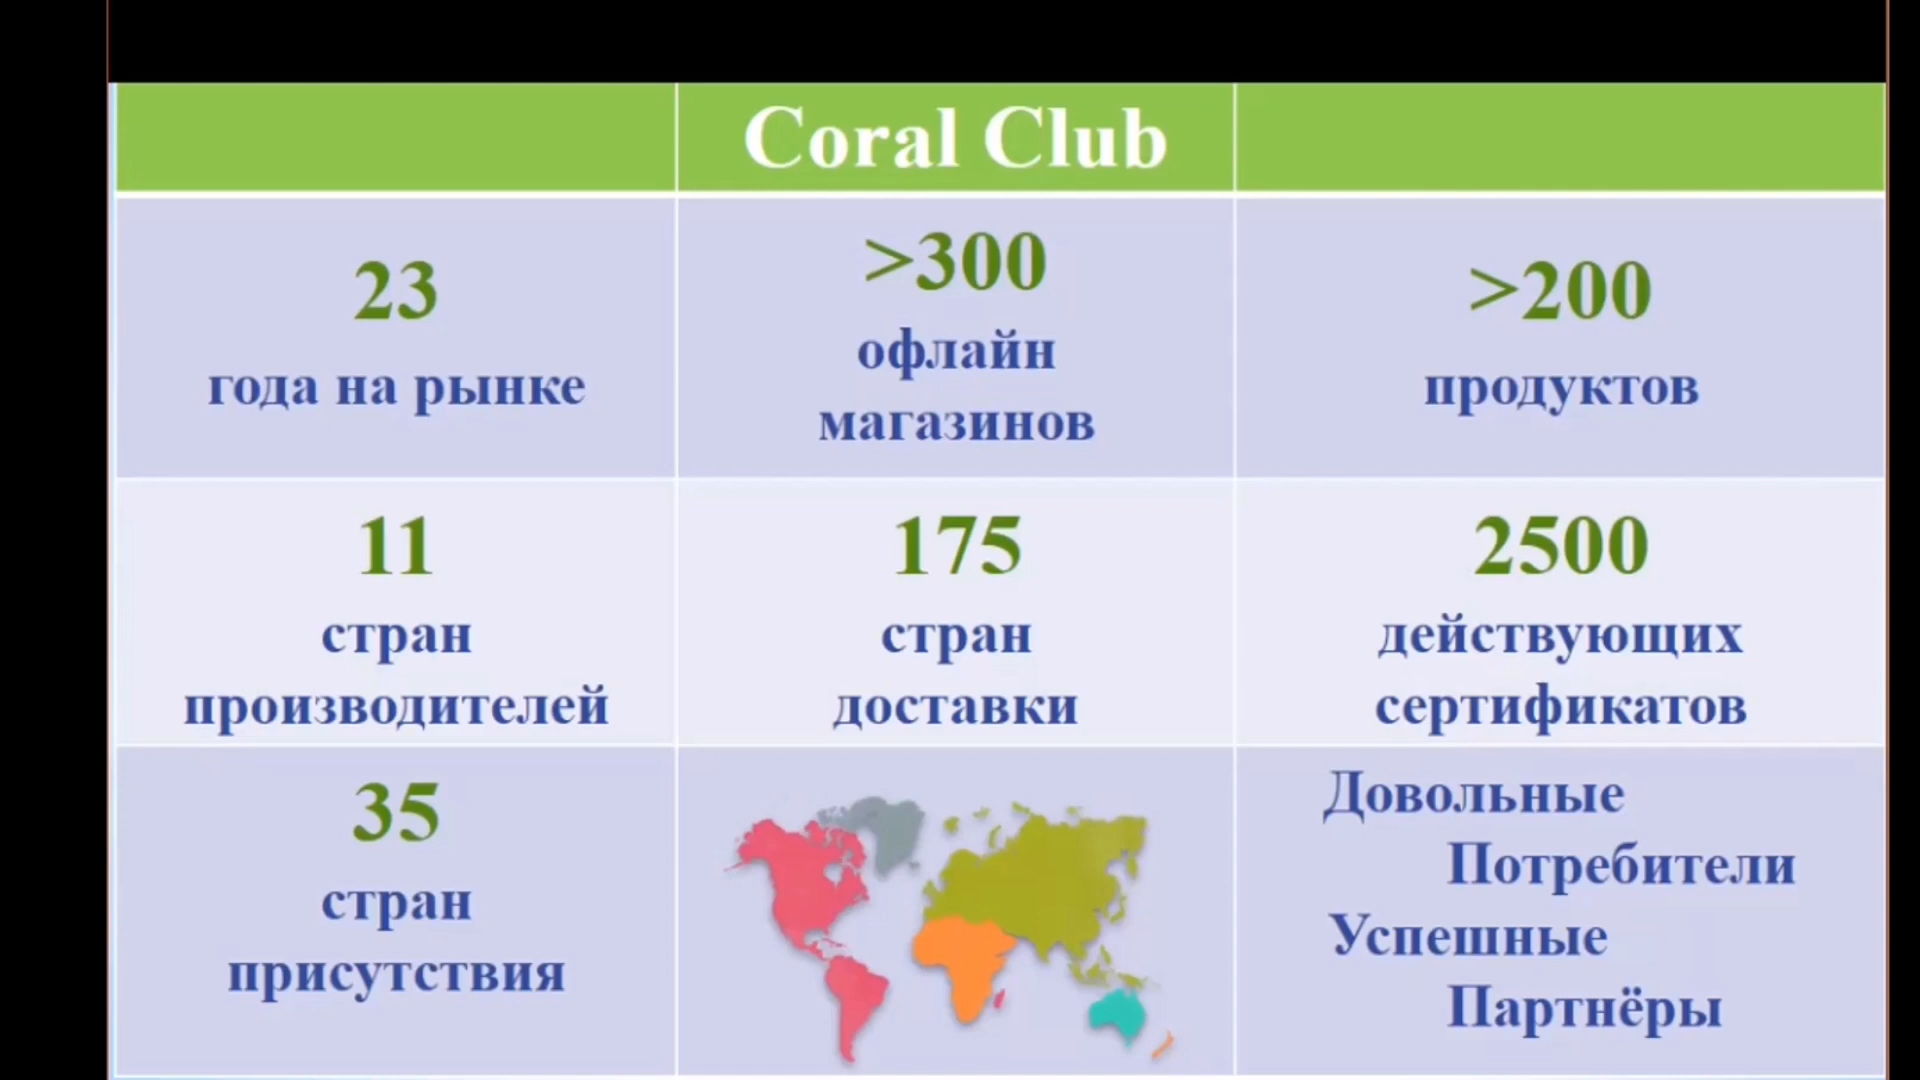 Coral Club
23
года на рынке
>300
офлайн
магазинов
>200
продуктов
11
стран
производителей
175
стран
доставки
2500
действующих
сертификатов
35
стран
присутствия
Довольные
Потребители
Успешные
Партнёры